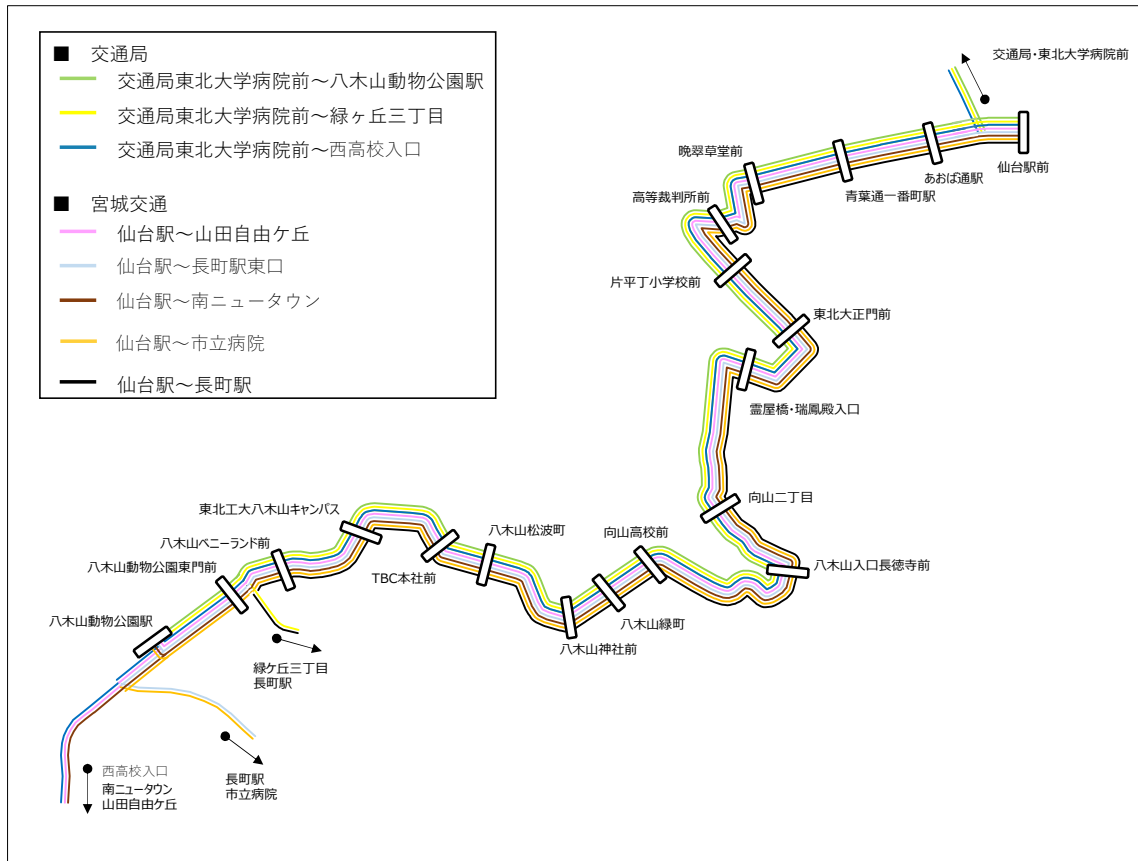 ■ 交通局
交通局東北大学病院前～八木山動物公園駅
交通局東北大学病院前～緑ヶ丘三丁目
交通局東北大学病院前～西高校入口
■ 宮城交通
仙台駅～山田自由ケ丘
仙台駅～長町駅東口
仙台駅～南ニュータウン
仙台駅～市立病院
仙台駅～長町駅
交通局・東北大学病院前
仙台駅前
あおば通駅
青葉通一番町駅
晩翠草堂前
高等裁判所前
片平丁小学校前
東北大正門前
霊屋橋・瑞鳳殿入口
向山二丁目
八木山入口長徳寺前
向山高校前
八木山緑町
八木山神社前
八木山松波町
TBC本社前
東北工大八木山キャンパス
八木山ベニーランド前
八木山動物公園東門前
八木山動物公園駅
緑ケ丘三丁目
長町駅
長町駅
市立病院
西高校入口
南ニュータウン
山田自由ケ丘